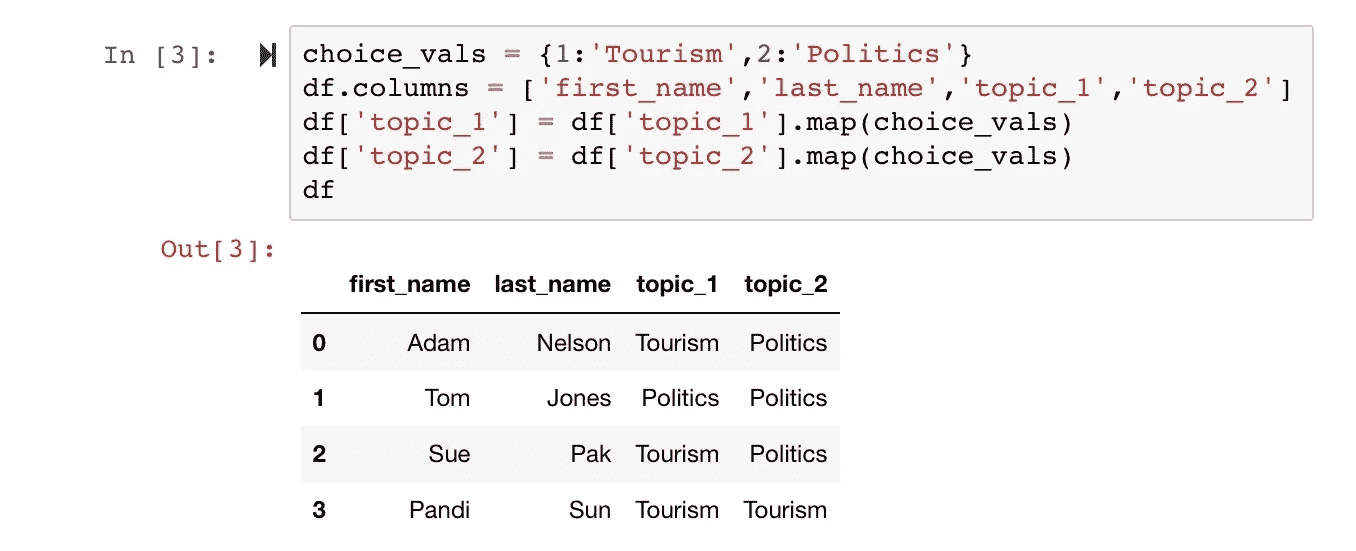 In [3]:
choice_vals = {1:'Tourism',2:'Politics'}
df.columns = ['first_name','last_name','topic_1','topic_2']
df['topic_1'] = df['topic_1'].map(choice_vals)
df['topic_2'] = df['topic_2'].map(choice_vals)
df
Out[3]:
first_name last_name topic_1 topic_2
0 Adam Nelson Tourism Politics
1 Tom Jones Politics Politics
2 Sue Pak Tourism Politics
3 Pandi Sun Tourism Tourism